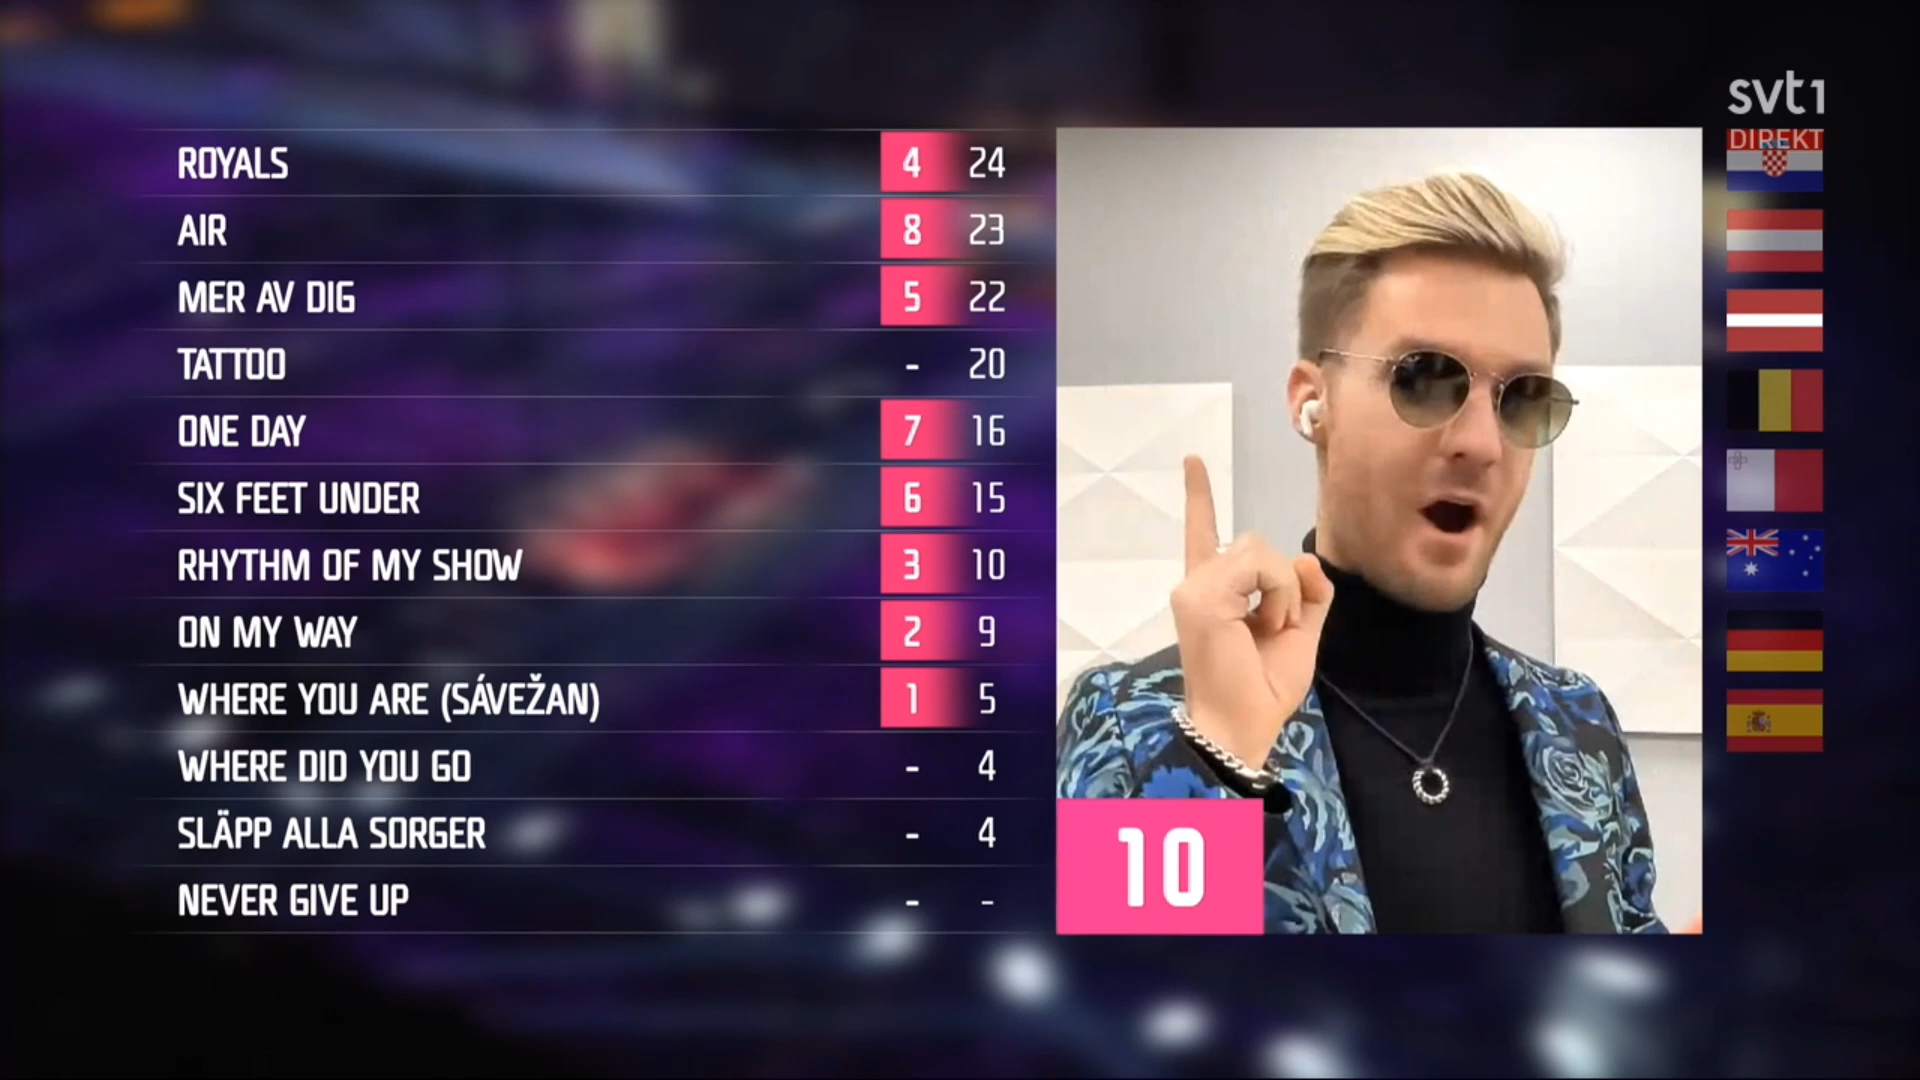 svt1
DIREKT
ROYALS 4 24
AIR 8 23
MER AV DIG 5 22
TATTOO - 20
ONE DAY 7 16
SIX FEET UNDER 6 15
RHYTHM OF MY SHOW 3 10
ON MY WAY 2 9
WHERE YOU ARE (SÁVEŽAN) 1 5
WHERE DID YOU GO - 4
SLÄPP ALLA SORGER - 4
NEVER GIVE UP - -
10